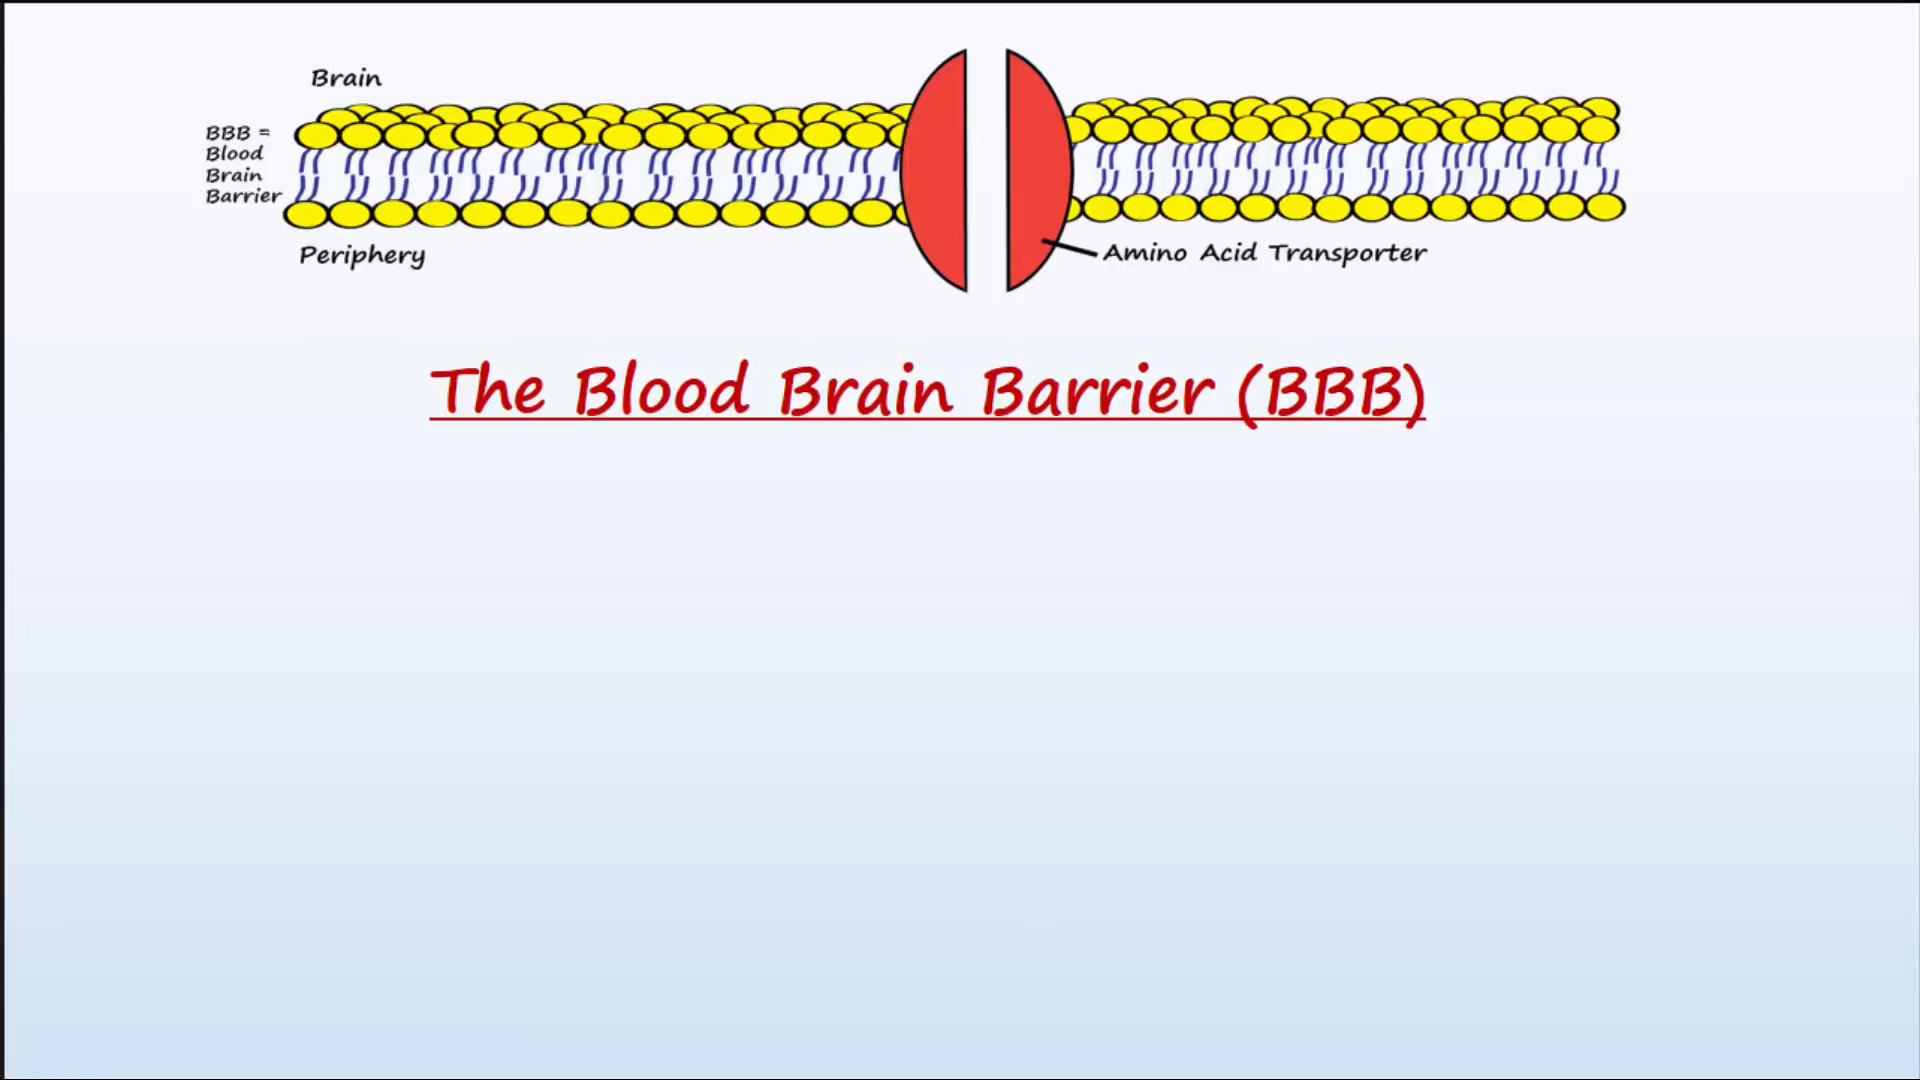 Brain
BBB =
Blood
Brain
Barrier
Periphery
Amino Acid Transporter
The Blood Brain Barrier (BBB)